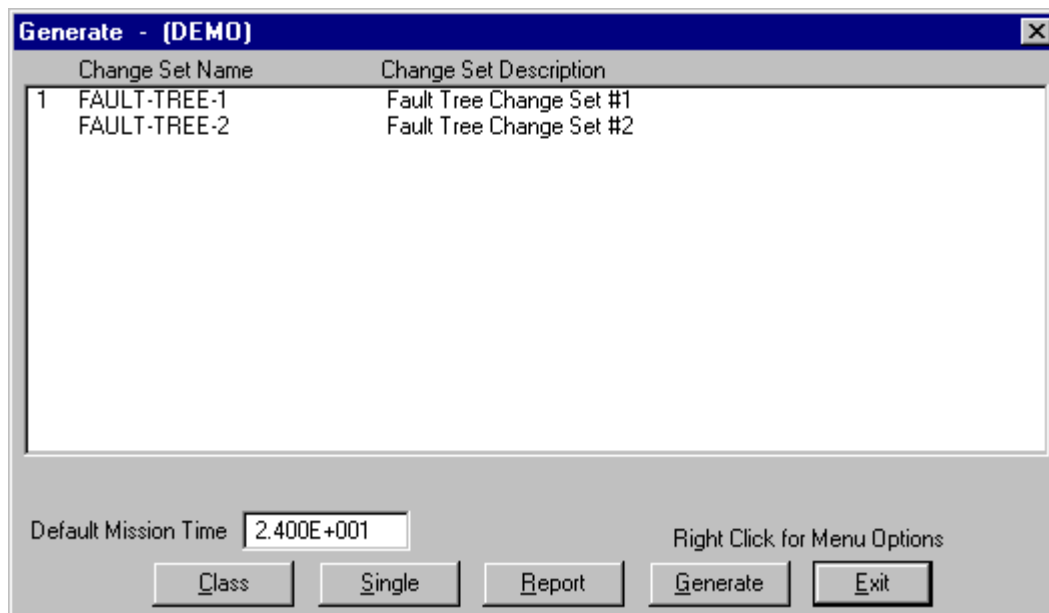 Generate - (DEMO)
Change Set Name Change Set Description
1 FAULT-TREE-1 Fault Tree Change Set #1
FAULT-TREE-2 Fault Tree Change Set #2
Default Mission Time 2.400E+001
Right Click for Menu Options
Class Single Report Generate Exit